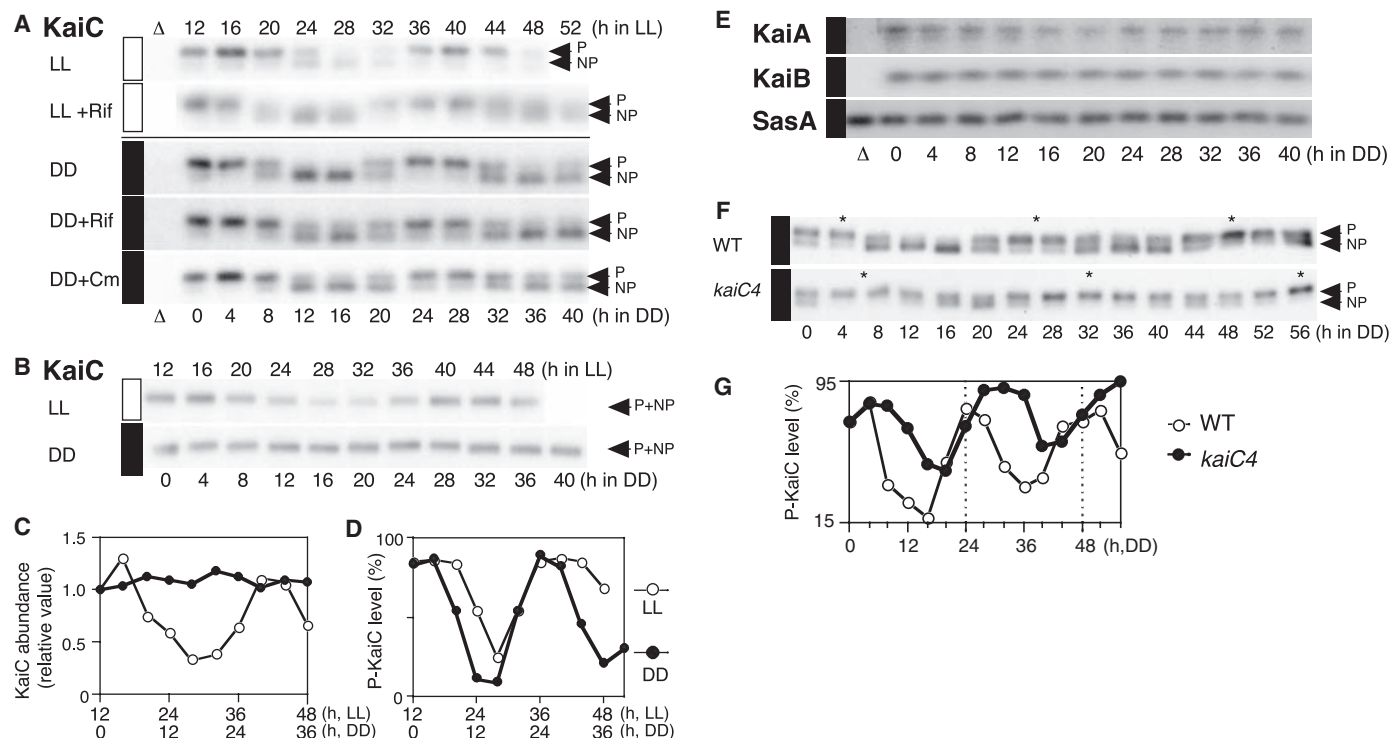 A KaiC Δ 12 16 20 24 28 32 36 40 44 48 52 (h in LL)
LL P
NP
LL +Rif P
NP
DD P
NP
DD+Rif P
NP
DD+Cm P
NP
Δ 0 4 8 12 16 20 24 28 32 36 40 (h in DD)
B KaiC 12 16 20 24 28 32 36 40 44 48 (h in LL)
LL P+NP
DD P+NP
0 4 8 12 16 20 24 28 32 36 40 (h in DD)
C
KaiC abundance
(relative value)
1.5
1.0
0.5
0
12 24 36 48 (h, LL)
0 12 24 36 (h, DD)
D
P-KaiC level (%)
100
0
12 24 36 48 (h, LL)
0 12 24 36 (h, DD)
LL
DD
E
KaiA
KaiB
SasA
Δ 0 4 8 12 16 20 24 28 32 36 40 (h in DD)
F
* * *
WT P
NP
* * *
kaiC4 P
NP
0 4 8 12 16 20 24 28 32 36 40 44 48 52 56 (h in DD)
G
P-KaiC level (%)
95
15
0 12 24 36 48 (h,DD)
WT
kaiC4